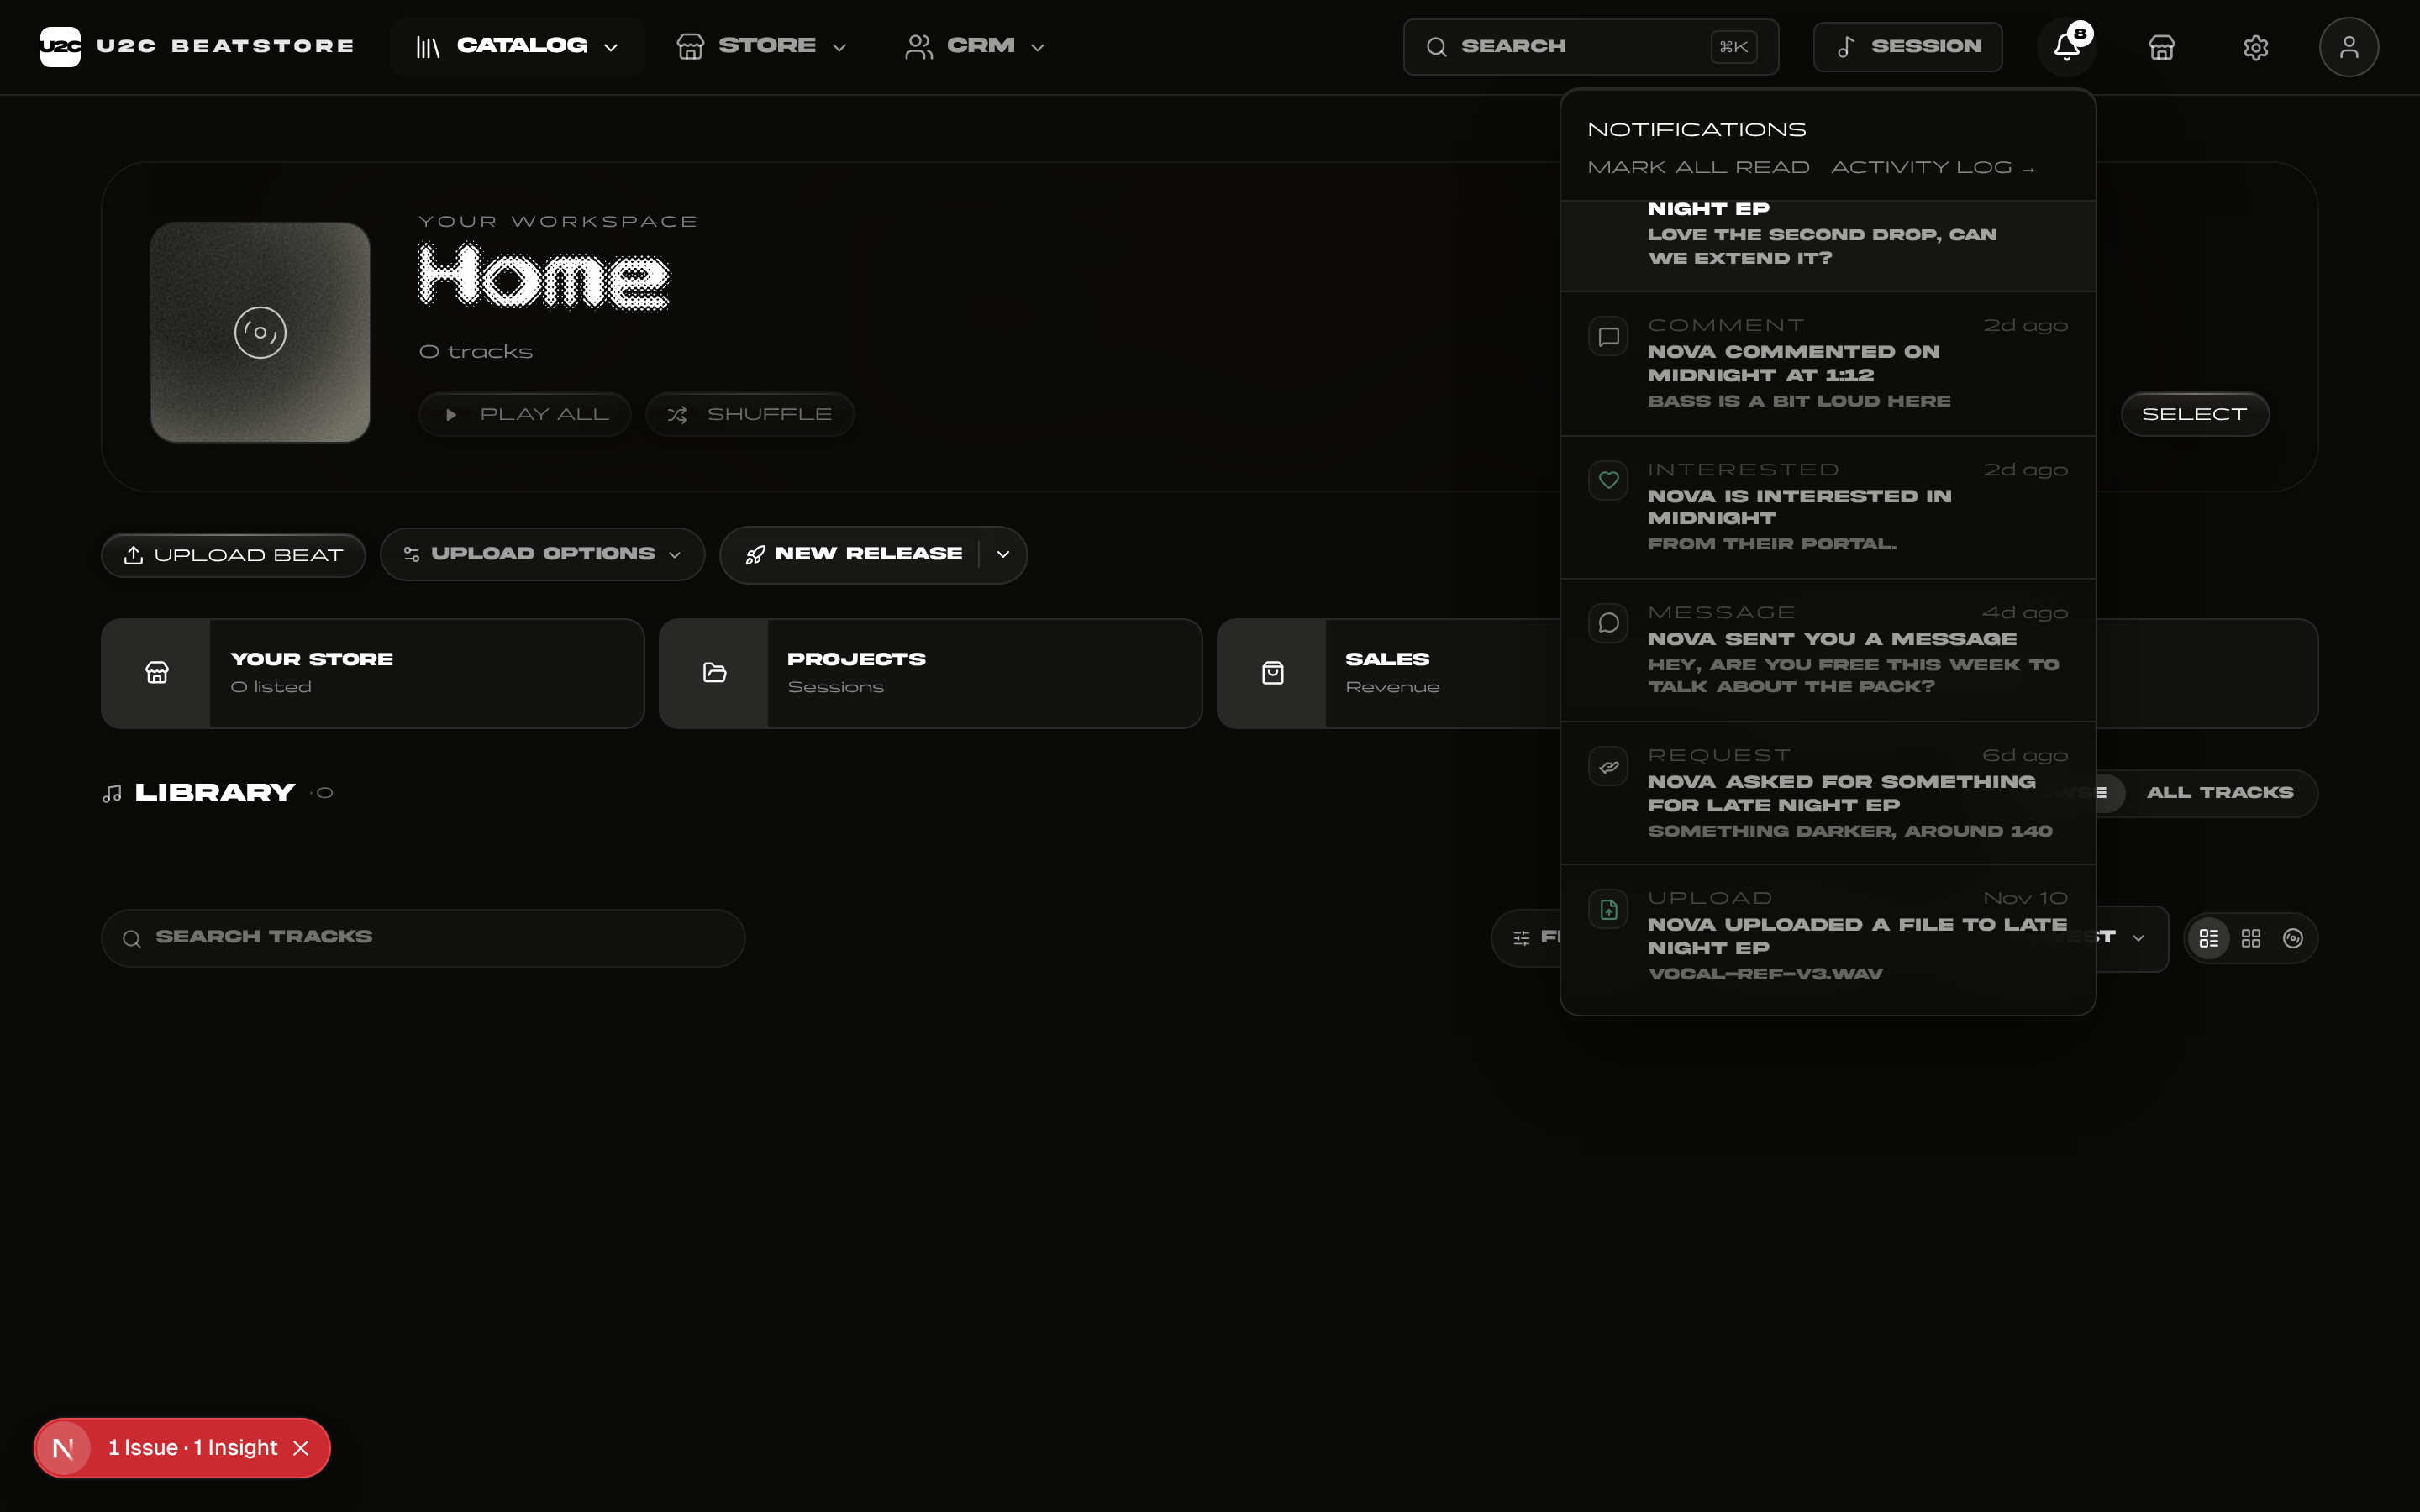 U2C
U2C BEATSTORE
CATALOG
STORE
CRM
SEARCH
⌘K
SESSION
8
NOTIFICATIONS
MARK ALL READ
ACTIVITY LOG →
NIGHT EP
LOVE THE SECOND DROP, CAN
WE EXTEND IT?
COMMENT
2d ago
NOVA COMMENTED ON
MIDNIGHT AT 1:12
BASS IS A BIT LOUD HERE
INTERESTED
2d ago
NOVA IS INTERESTED IN
MIDNIGHT
FROM THEIR PORTAL.
MESSAGE
4d ago
NOVA SENT YOU A MESSAGE
HEY, ARE YOU FREE THIS WEEK TO
TALK ABOUT THE PACK?
REQUEST
6d ago
NOVA ASKED FOR SOMETHING
FOR LATE NIGHT EP
SOMETHING DARKER, AROUND 140
UPLOAD
Nov 10
NOVA UPLOADED A FILE TO LATE
NIGHT EP
VOCAL-REF-V3.WAV
YOUR WORKSPACE
Home
0 tracks
PLAY ALL
SHUFFLE
SELECT
UPLOAD BEAT
UPLOAD OPTIONS
NEW RELEASE
YOUR STORE
0 listed
PROJECTS
Sessions
SALES
Revenue
LIBRARY · 0
ALL TRACKS
SEARCH TRACKS
N
1 Issue · 1 Insight